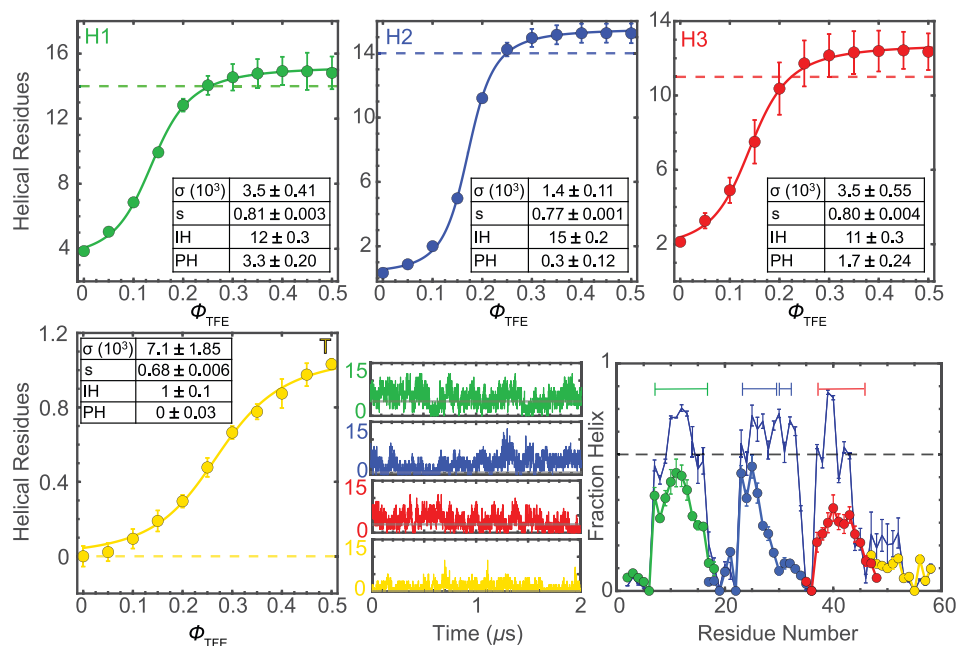 H1
H2
H3
Helical Residues
16
12
8
4
0
0.1
0.2
0.3
0.4
0.5
ΦTFE
σ (10³) 3.5 ± 0.41
s 0.81 ± 0.003
IH 12 ± 0.3
PH 3.3 ± 0.20
14
10
6
2
0
0.1
0.2
0.3
0.4
0.5
ΦTFE
σ (10³) 1.4 ± 0.11
s 0.77 ± 0.001
IH 15 ± 0.2
PH 0.3 ± 0.12
14
10
6
2
0
0.1
0.2
0.3
0.4
0.5
ΦTFE
σ (10³) 3.5 ± 0.55
s 0.80 ± 0.004
IH 11 ± 0.3
PH 1.7 ± 0.24
T
Helical Residues
1.2
0.8
0.4
0
0
0.1
0.2
0.3
0.4
0.5
ΦTFE
σ (10³) 7.1 ± 1.85
s 0.68 ± 0.006
IH 1 ± 0.1
PH 0 ± 0.03
15
0
15
0
15
0
15
0
0
1
2
Time (μs)
Fraction Helix
1
0
0
20
40
60
Residue Number